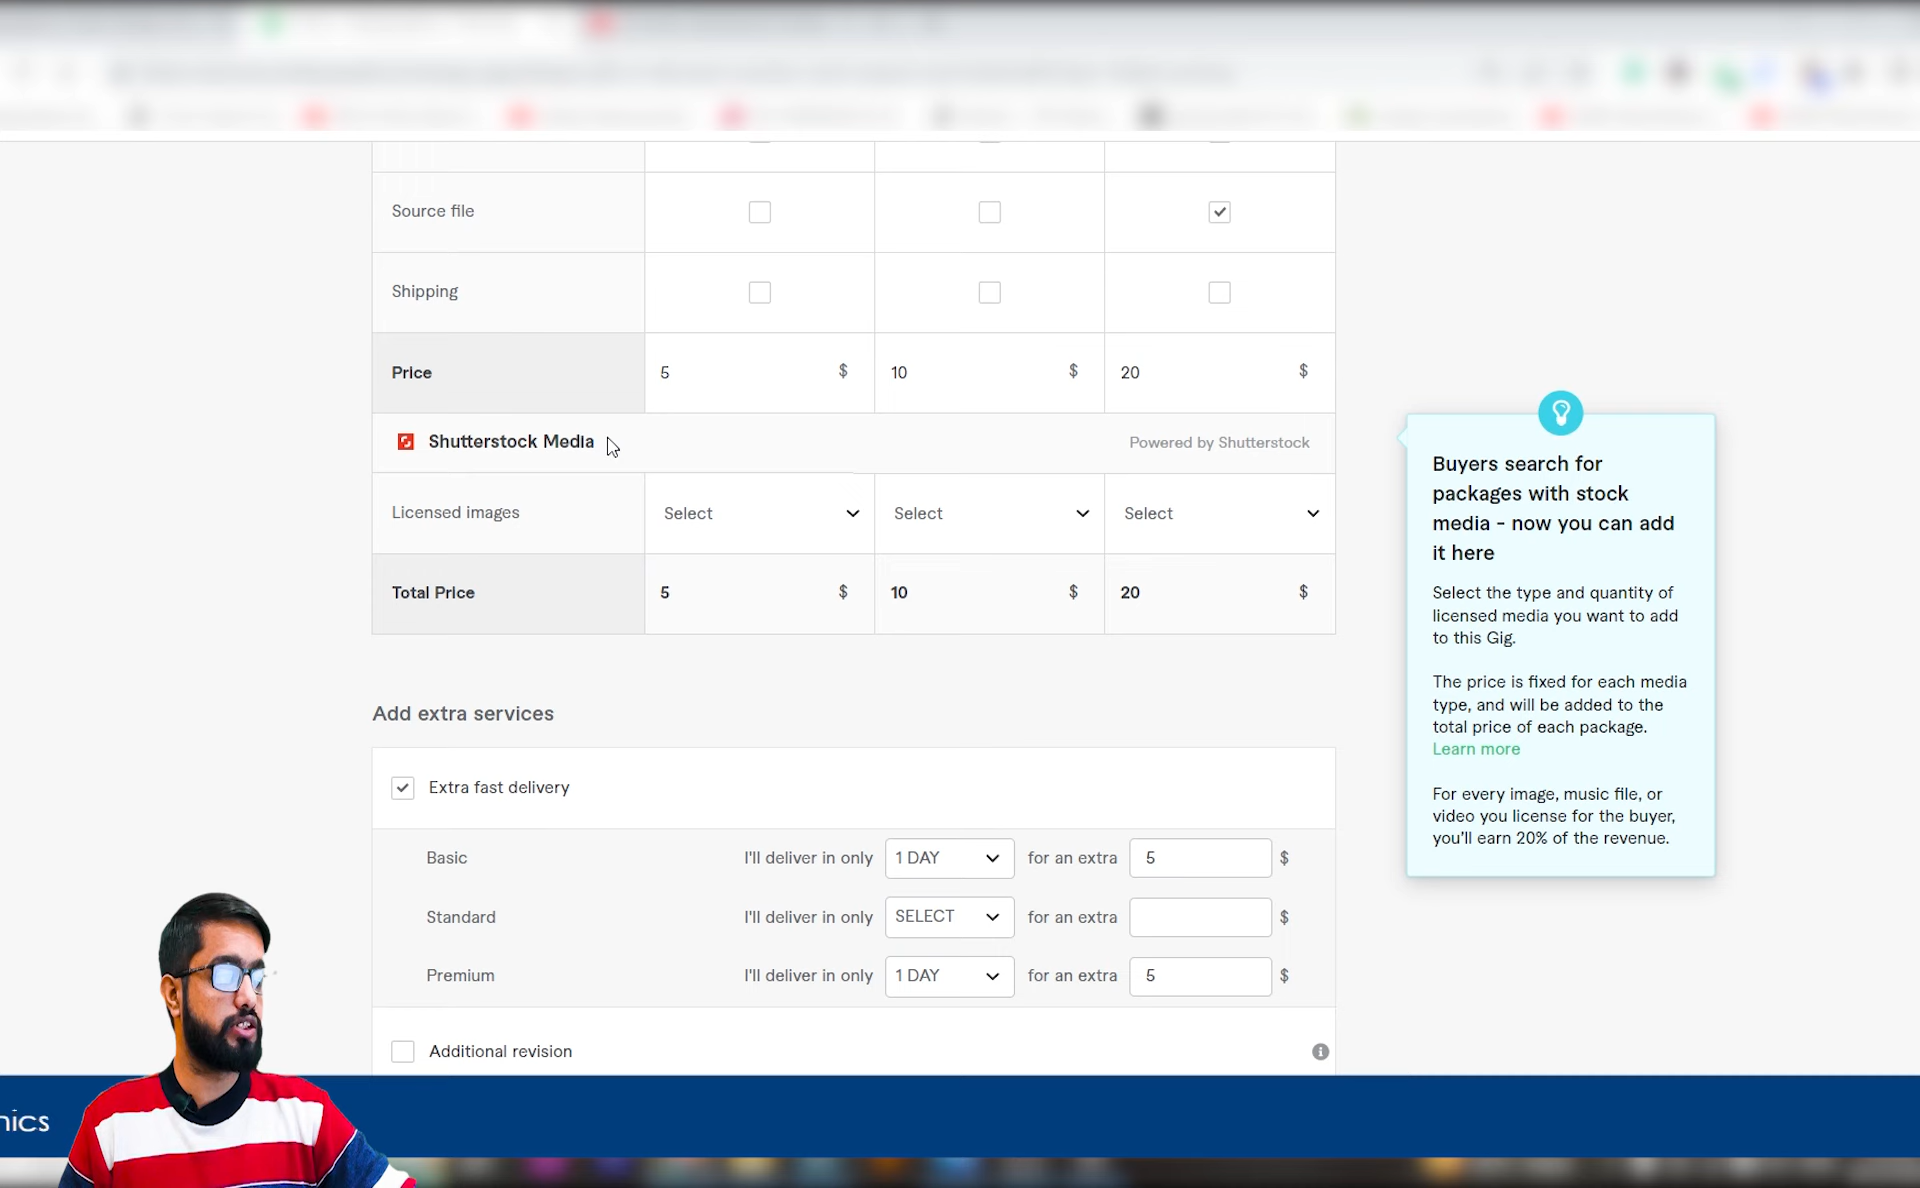 Source file
Shipping
Price 5 $ 10 $ 20 $
Shutterstock Media Powered by Shutterstock
Licensed images Select Select Select
Total Price 5 $ 10 $ 20 $
Add extra services
Extra fast delivery
Basic I'll deliver in only 1 DAY for an extra 5 $
Standard I'll deliver in only SELECT for an extra $
Premium I'll deliver in only 1 DAY for an extra 5 $
Additional revision
Buyers search for
packages with stock
media - now you can add
it here
Select the type and quantity of
licensed media you want to add
to this Gig.
The price is fixed for each media
type, and will be added to the
total price of each package.
Learn more
For every image, music file, or
video you license for the buyer,
you'll earn 20% of the revenue.
nics